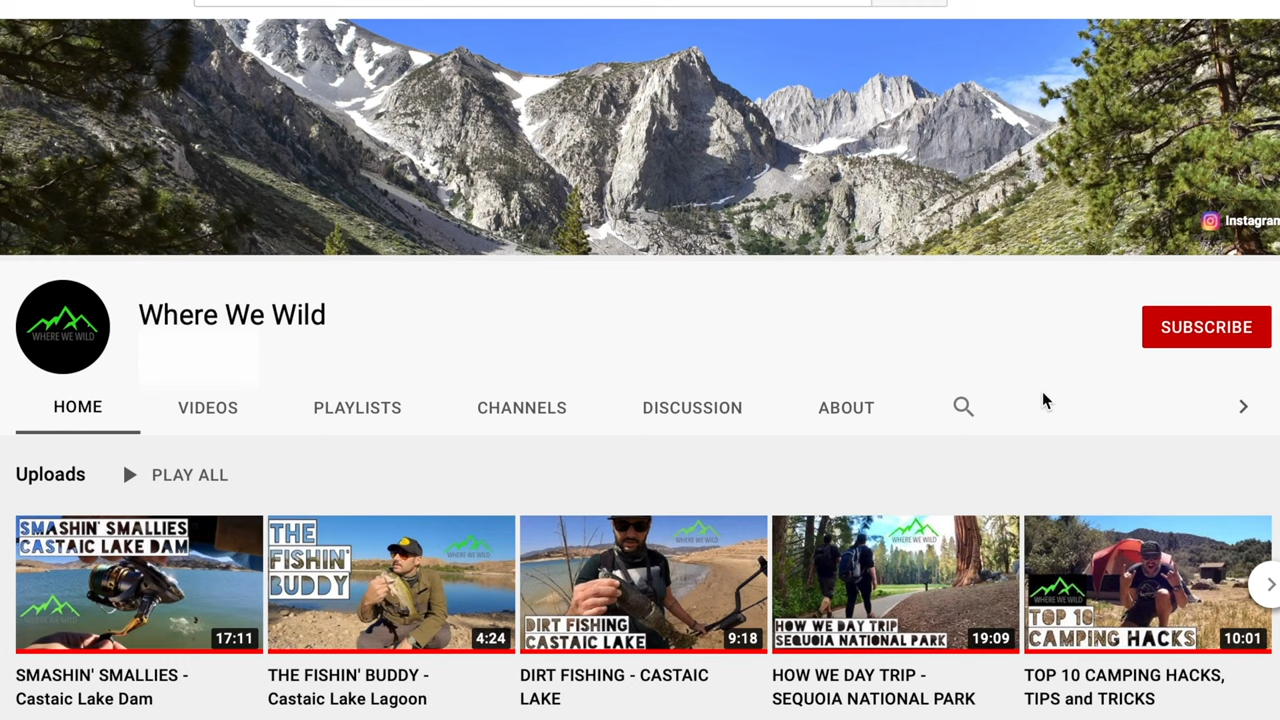 Instagram
WHERE WE WILD
Where We Wild
SUBSCRIBE
HOME
VIDEOS
PLAYLISTS
CHANNELS
DISCUSSION
ABOUT
Uploads
PLAY ALL
SMASHIN' SMALLIES
CASTAIC LAKE DAM
17:11
THE
FISHIN'
BUDDY
WHERE WE WILD
4:24
WHERE WE WILD
DIRT FISHING
CASTAIC LAKE
9:18
WHERE WE WILD
HOW WE DAY TRIP
SEQUOIA NATIONAL PARK
19:09
WHERE WE WILD
TOP 10
CAMPING HACKS
10:01
SMASHIN' SMALLIES -
Castaic Lake Dam
THE FISHIN' BUDDY -
Castaic Lake Lagoon
DIRT FISHING - CASTAIC
LAKE
HOW WE DAY TRIP -
SEQUOIA NATIONAL PARK
TOP 10 CAMPING HACKS,
TIPS and TRICKS